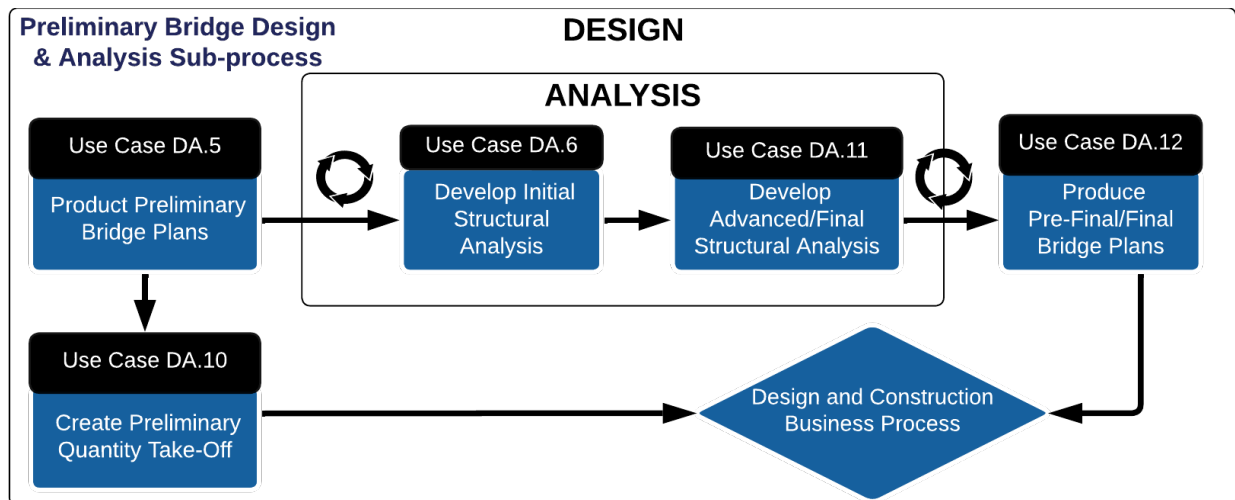 Preliminary Bridge Design
& Analysis Sub-process
DESIGN
ANALYSIS
Use Case DA.5
Product Preliminary
Bridge Plans
Use Case DA.6
Develop Initial
Structural
Analysis
Use Case DA.11
Develop
Advanced/Final
Structural Analysis
Use Case DA.12
Produce
Pre-Final/Final
Bridge Plans
Use Case DA.10
Create Preliminary
Quantity Take-Off
Design and Construction
Business Process